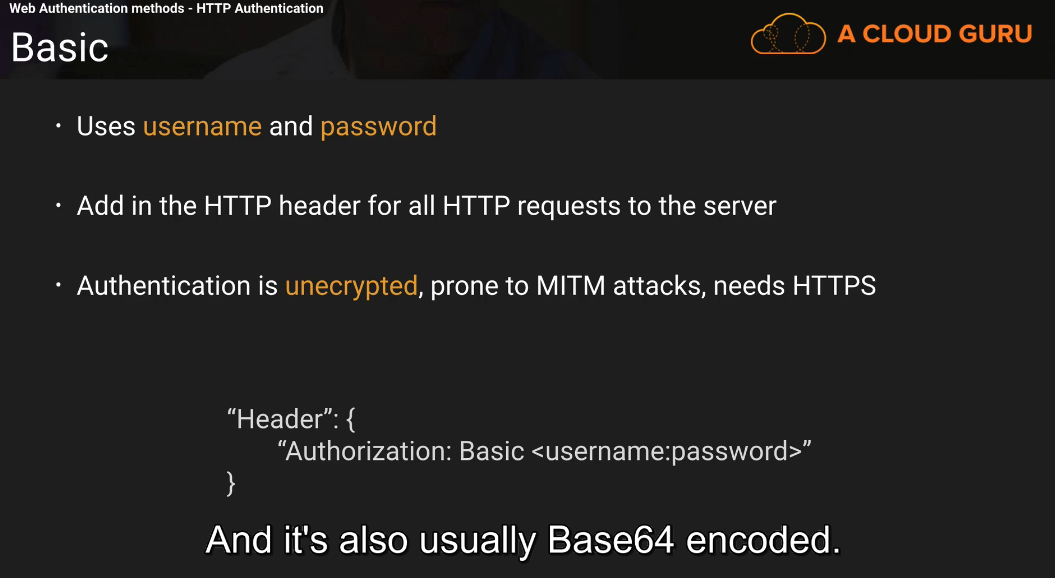 Web Authentication methods - HTTP Authentication
Basic
A CLOUD GURU
· Uses username and password
· Add in the HTTP header for all HTTP requests to the server
· Authentication is unecrypted, prone to MITM attacks, needs HTTPS
“Header”: {
“Authorization: Basic <username:password>”
}
And it's also usually Base64 encoded.